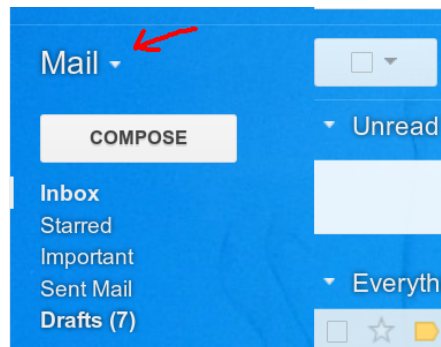 Mail
COMPOSE
Unread
Inbox
Starred
Important
Sent Mail
Everyth
Drafts (7)